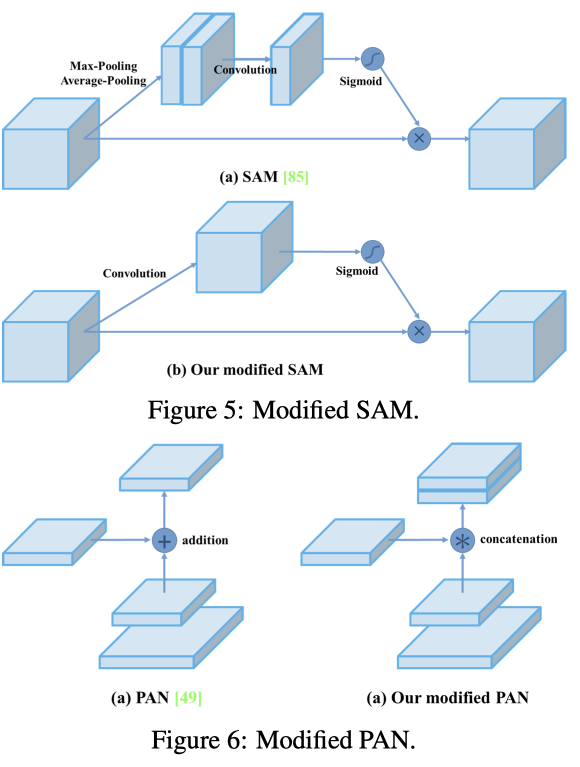 Max-Pooling
Average-Pooling
Convolution
Sigmoid
×
(a) SAM [85]
Convolution
Sigmoid
×
(b) Our modified SAM
Figure 5: Modified SAM.
+ addition
* concatenation
(a) PAN [49]
(a) Our modified PAN
Figure 6: Modified PAN.